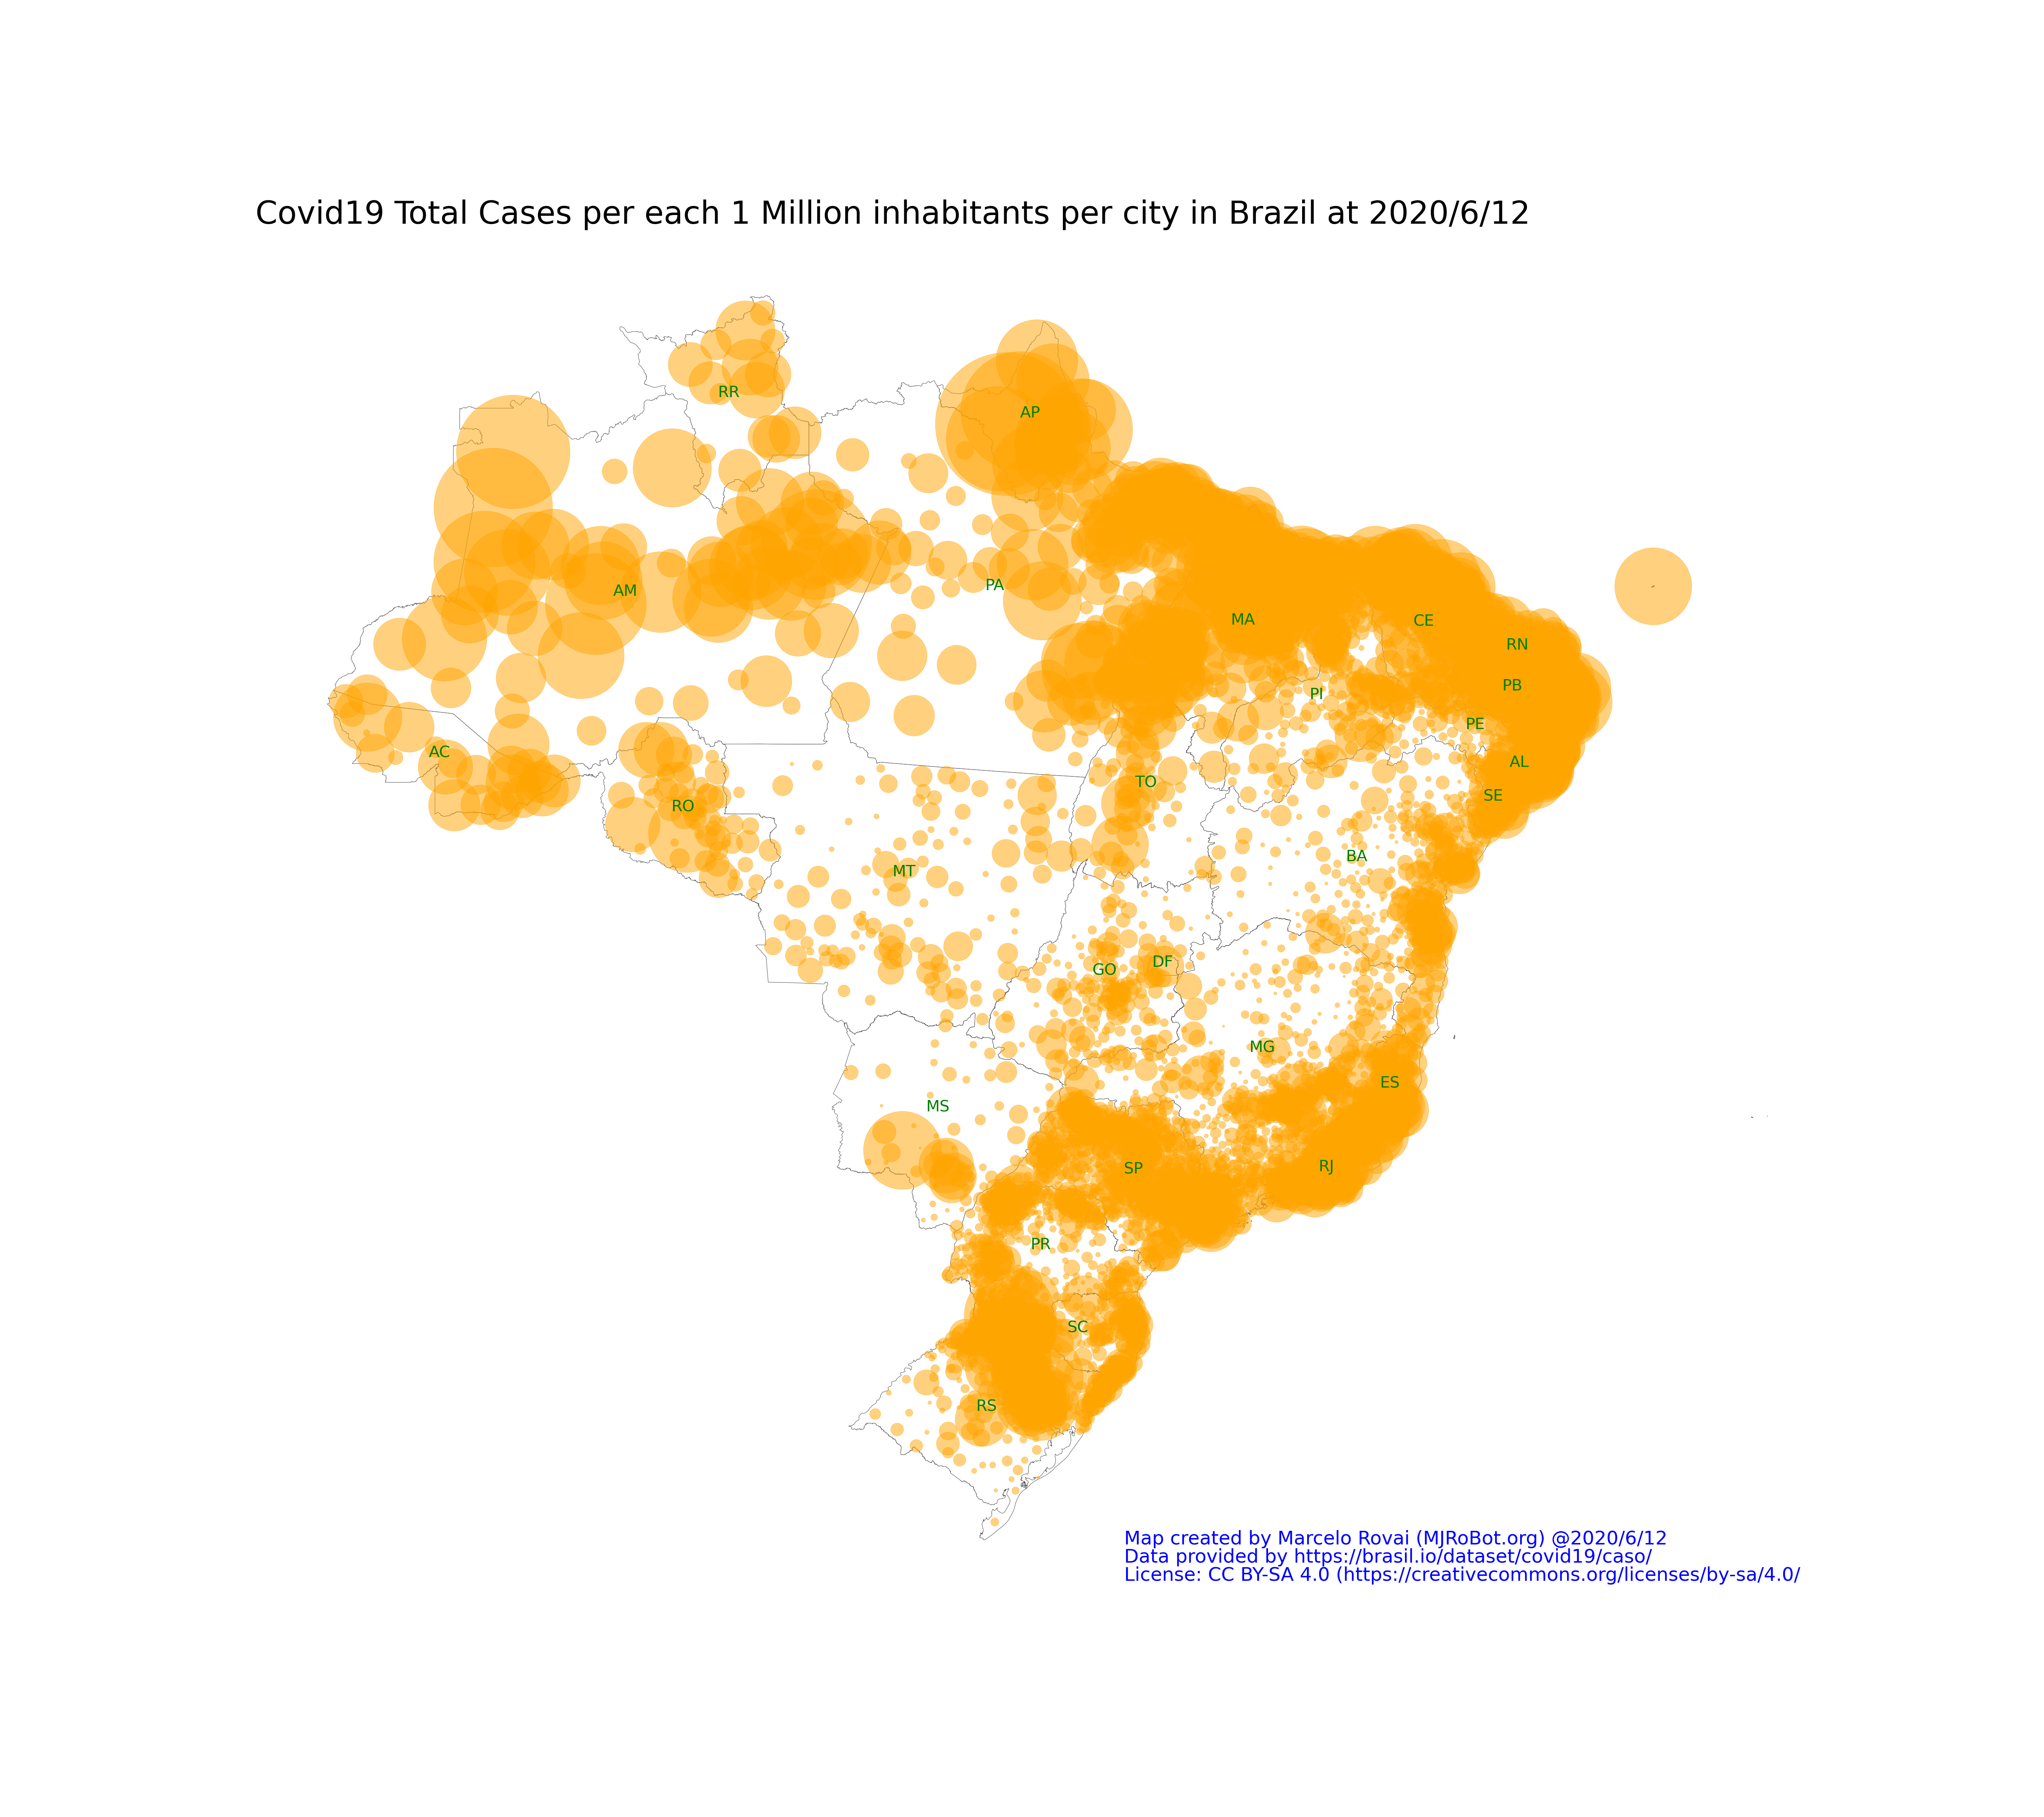 Covid19 Total Cases per each 1 Million inhabitants per city in Brazil at 2020/6/12
RR
AP
AM
PA
MA
CE
RN
PB
PI
PE
AC
AL
TO
SE
RO
BA
MT
DF
GO
MG
ES
MS
RJ
SP
PR
SC
RS
Map created by Marcelo Rovai (MJRoBot.org) @2020/6/12
Data provided by https://brasil.io/dataset/covid19/caso/
License: CC BY-SA 4.0 (https://creativecommons.org/licenses/by-sa/4.0/